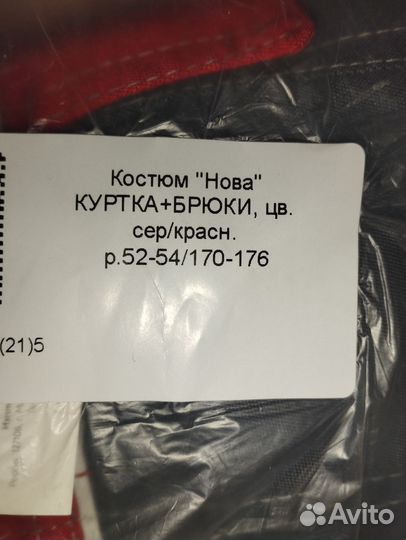 Костюм "Нова"
КУРТКА+БРЮКИ, цв.
сер/красн.
р.52-54/170-176
(21)5
Avito